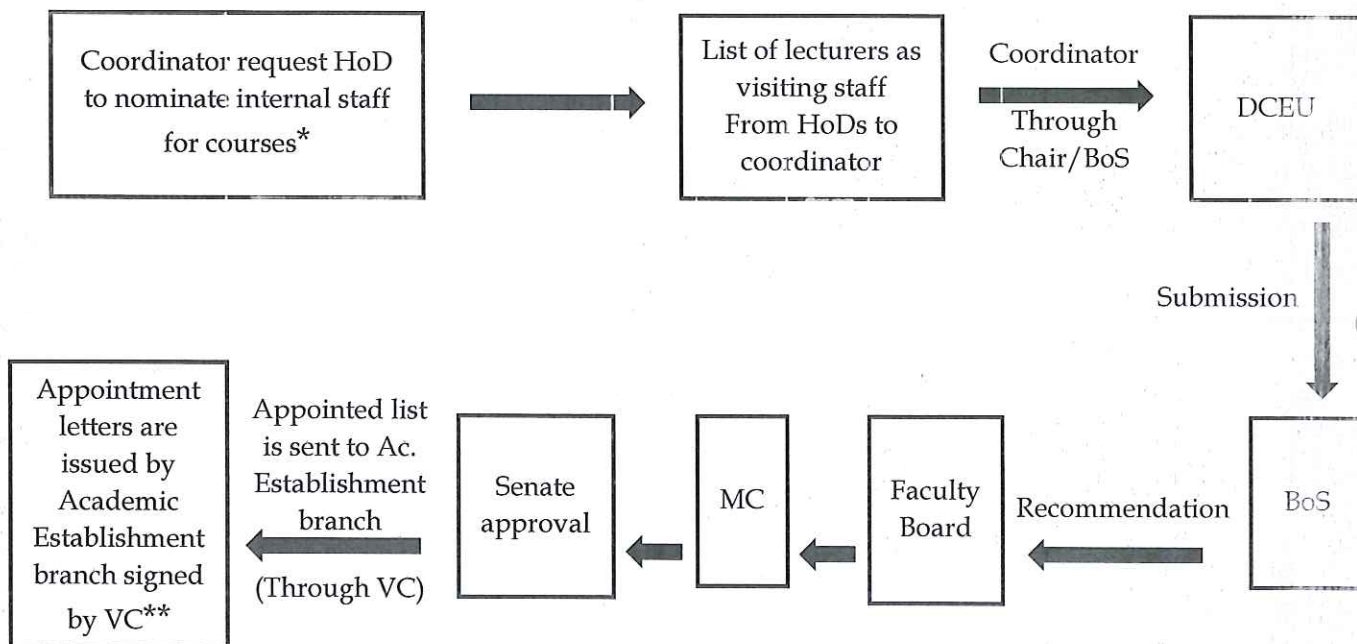 Coordinator request HoD
to nominate internal staff
for courses*
List of lecturers as
visiting staff
From HoDs to
coordinator
Coordinator
Through
Chair/BoS
DCEU
Submission
BoS
Recommendation
Faculty
Board
MC
Senate
approval
Appointed list
is sent to Ac.
Establishment
branch
(Through VC)
Appointment
letters are
issued by
Academic
Establishment
branch signed
by VC**